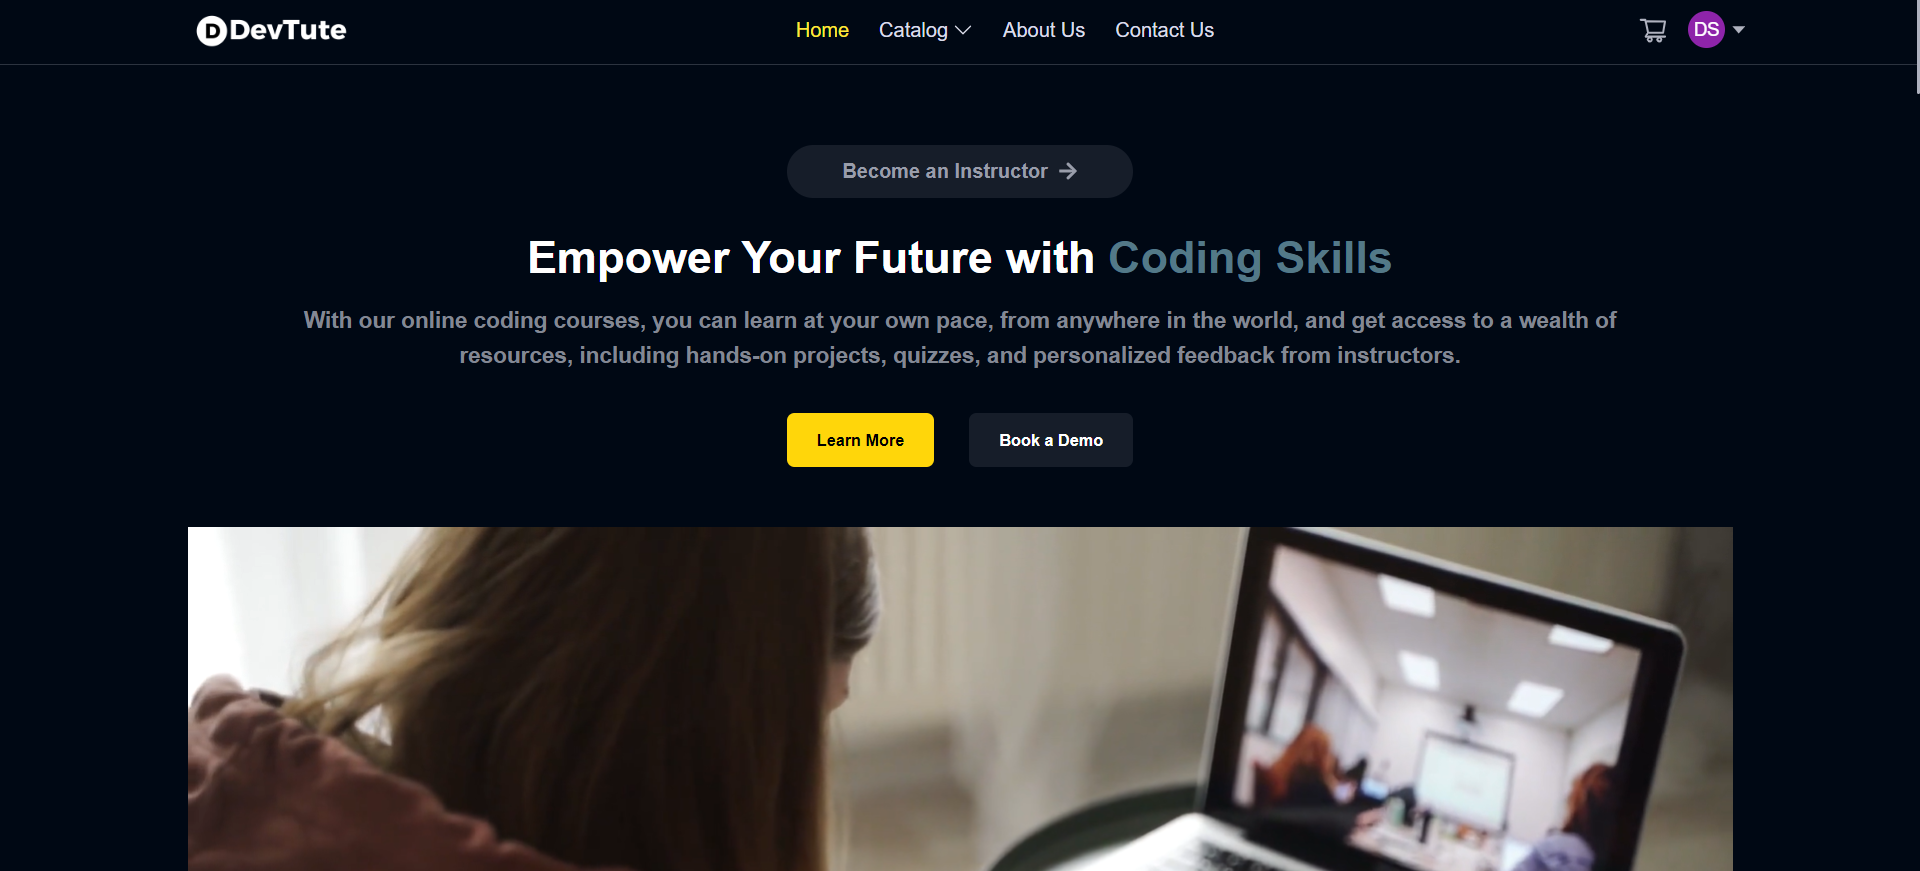 DevTute
Home Catalog About Us Contact Us
DS
Become an Instructor
Empower Your Future with Coding Skills
With our online coding courses, you can learn at your own pace, from anywhere in the world, and get access to a wealth of
resources, including hands-on projects, quizzes, and personalized feedback from instructors.
Learn More
Book a Demo